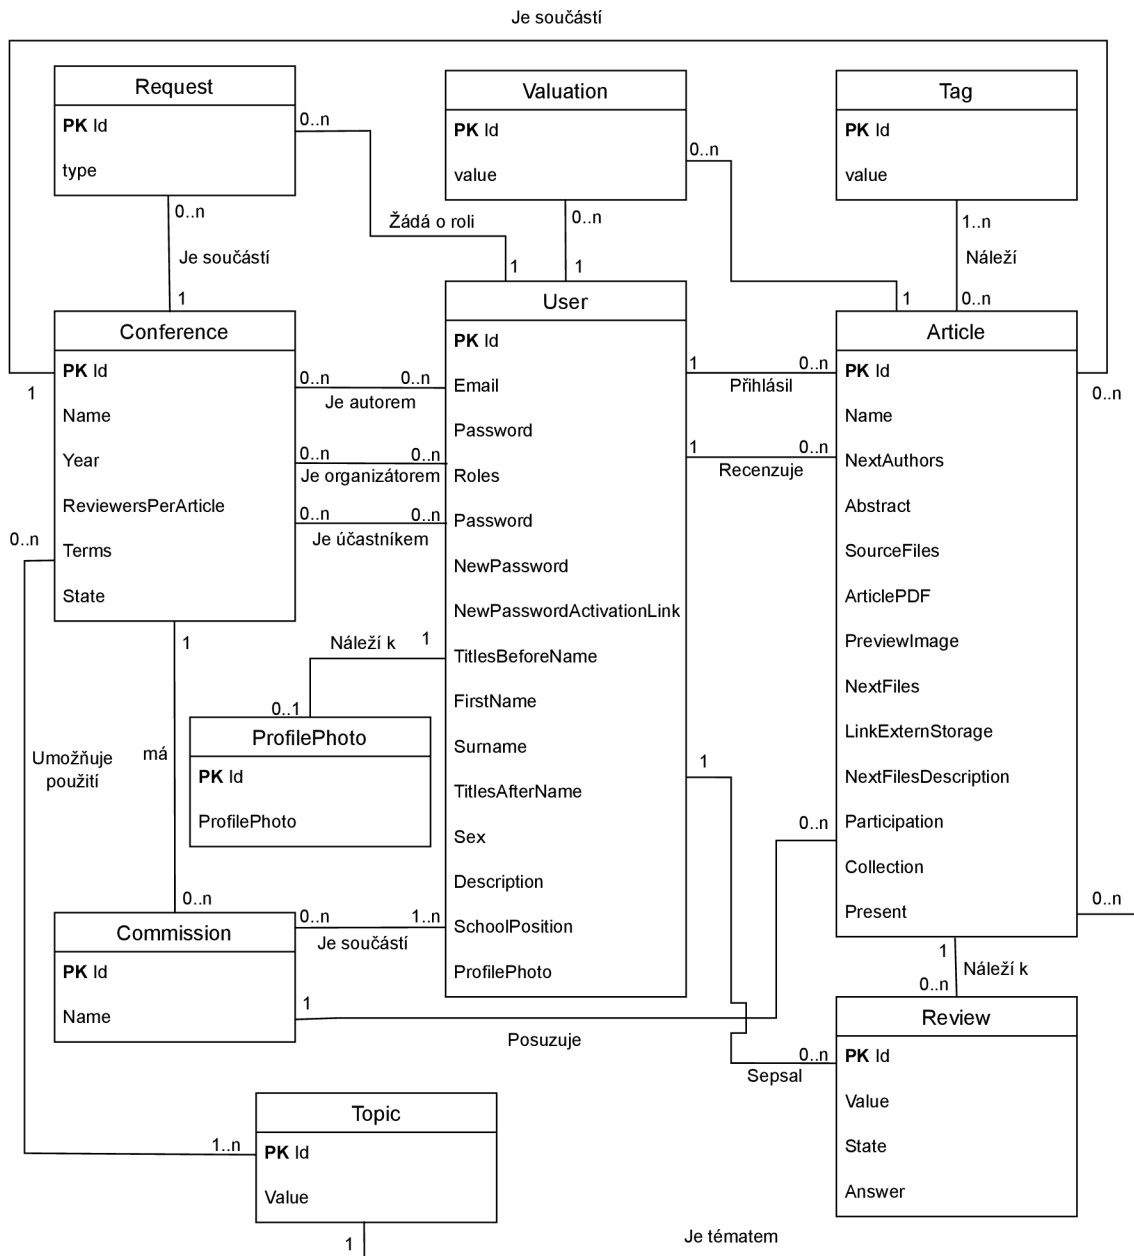 Je součástí
Request
PK Id
type
0..n
0..n
Je součástí
1
Žádá o roli
1
Valuation
PK Id
value
0..n
0..n
1
1
Tag
PK Id
value
1..n
Náleží
0..n
Conference
PK Id
Name
Year
ReviewersPerArticle
Terms
State
1
0..n
0..n
0..n
Je autorem
0..n
0..n
Je organizátorem
0..n
0..n
Je účastníkem
User
PK Id
Email
Password
Roles
Password
NewPassword
NewPasswordActivationLink
TitlesBeforeName
FirstName
Surname
TitlesAfterName
Sex
Description
SchoolPosition
ProfilePhoto
1
0..n
Přihlásil
1
0..n
Recenzuje
Article
PK Id
Name
NextAuthors
Abstract
SourceFiles
ArticlePDF
PreviewImage
NextFiles
LinkExternStorage
NextFilesDescription
Participation
Collection
Present
0..n
0..n
0..n
1
má
0..n
Umožňuje
použití
Náleží k
1
0..1
ProfilePhoto
PK Id
ProfilePhoto
1
Commission
PK Id
Name
0..n
1..n
Je součástí
1
Posuzuje
1
Náleží k
0..n
0..n
Sepsal
Review
PK Id
Value
State
Answer
Topic
PK Id
Value
1..n
1
Je tématem